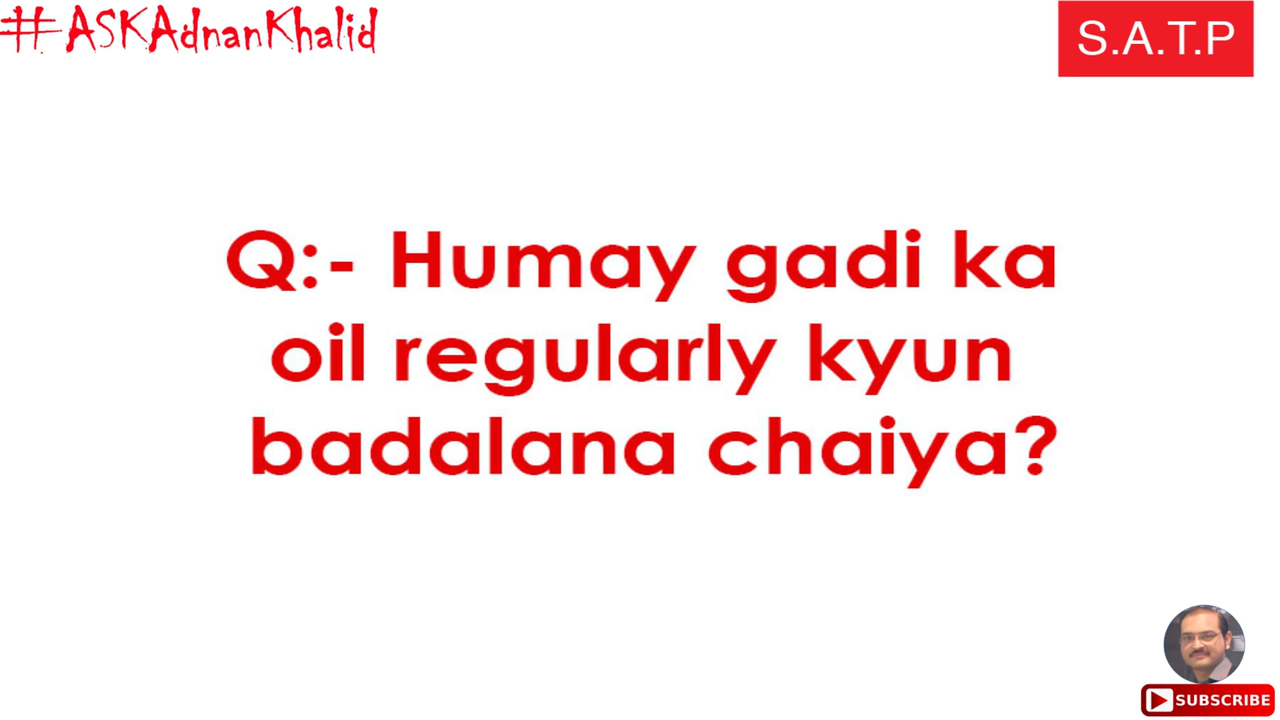 #ASKAdnanKhalid
S.A.T.P
Q:- Humay gadi ka
oil regularly kyun
badalana chaiya?
SUBSCRIBE